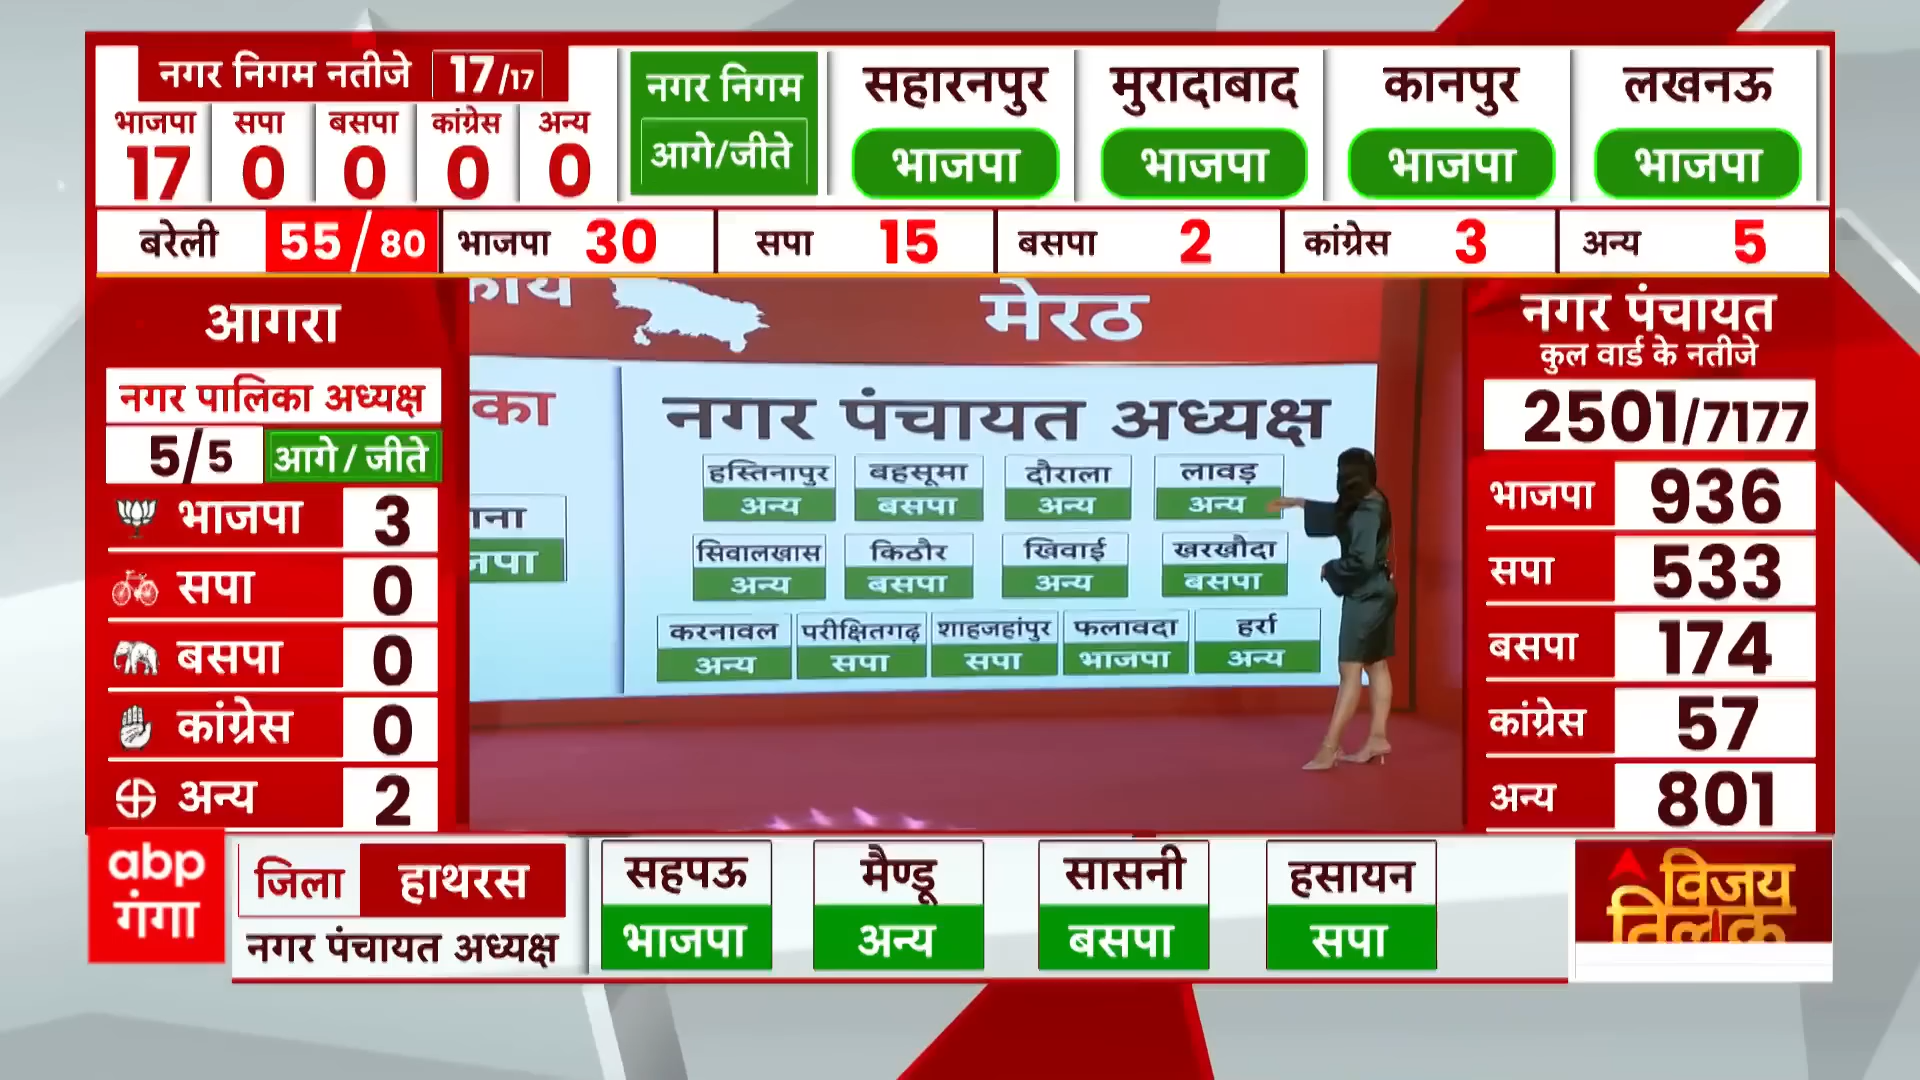 नगर निगम नतीजे 17/17
भाजपा सपा बसपा कांग्रेस अन्य
17 0 0 0 0
नगर निगम
आगे/जीते
सहारनपुर मुरादाबाद कानपुर लखनऊ
भाजपा भाजपा भाजपा भाजपा
बरेली 55/80 भाजपा 30 सपा 15 बसपा 2 कांग्रेस 3 अन्य 5
आगरा
नगर पालिका अध्यक्ष
5/5 आगे/जीते
भाजपा 3
सपा 0
बसपा 0
कांग्रेस 0
अन्य 2
मेरठ
का
नगर पंचायत अध्यक्ष
हस्तिनापुर बहसूमा दौराला लावड़
अन्य बसपा अन्य अन्य
सिवालखास किठौर खिवाई खरखौदा
अन्य बसपा अन्य बसपा
करनावल परीक्षितगढ़ शाहजहांपुर फलावदा हर्रा
अन्य सपा सपा भाजपा अन्य
नगर पंचायत
कुल वार्ड के नतीजे
2501/7177
भाजपा 936
सपा 533
बसपा 174
कांग्रेस 57
अन्य 801
abp
गंगा
जिला हाथरस
नगर पंचायत अध्यक्ष
सहपऊ मैण्डू सासनी हसायन
भाजपा अन्य बसपा सपा
विजय
तिलक